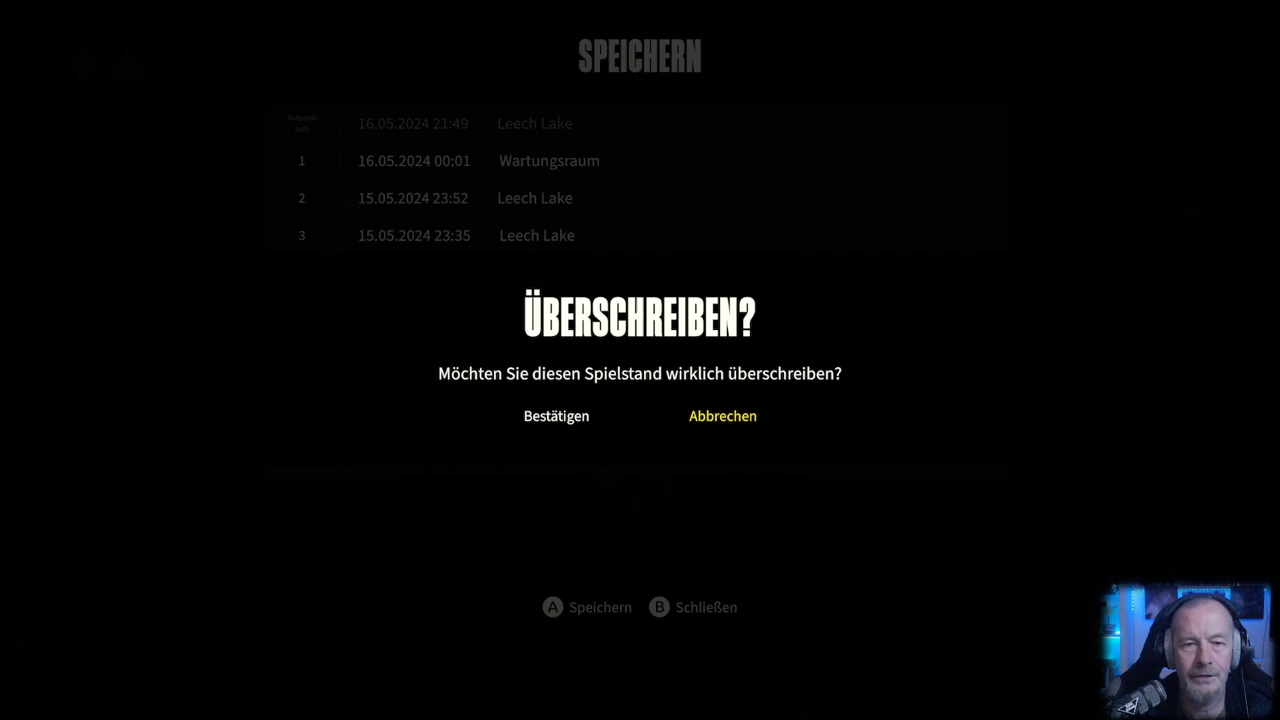 SPEICHERN
Automat
isch
16.05.2024 21:49 Leech Lake
1 16.05.2024 00:01 Wartungsraum
2 15.05.2024 23:52 Leech Lake
3 15.05.2024 23:35 Leech Lake
ÜBERSCHREIBEN?
Möchten Sie diesen Spielstand wirklich überschreiben?
Bestätigen Abbrechen
A Speichern B Schließen